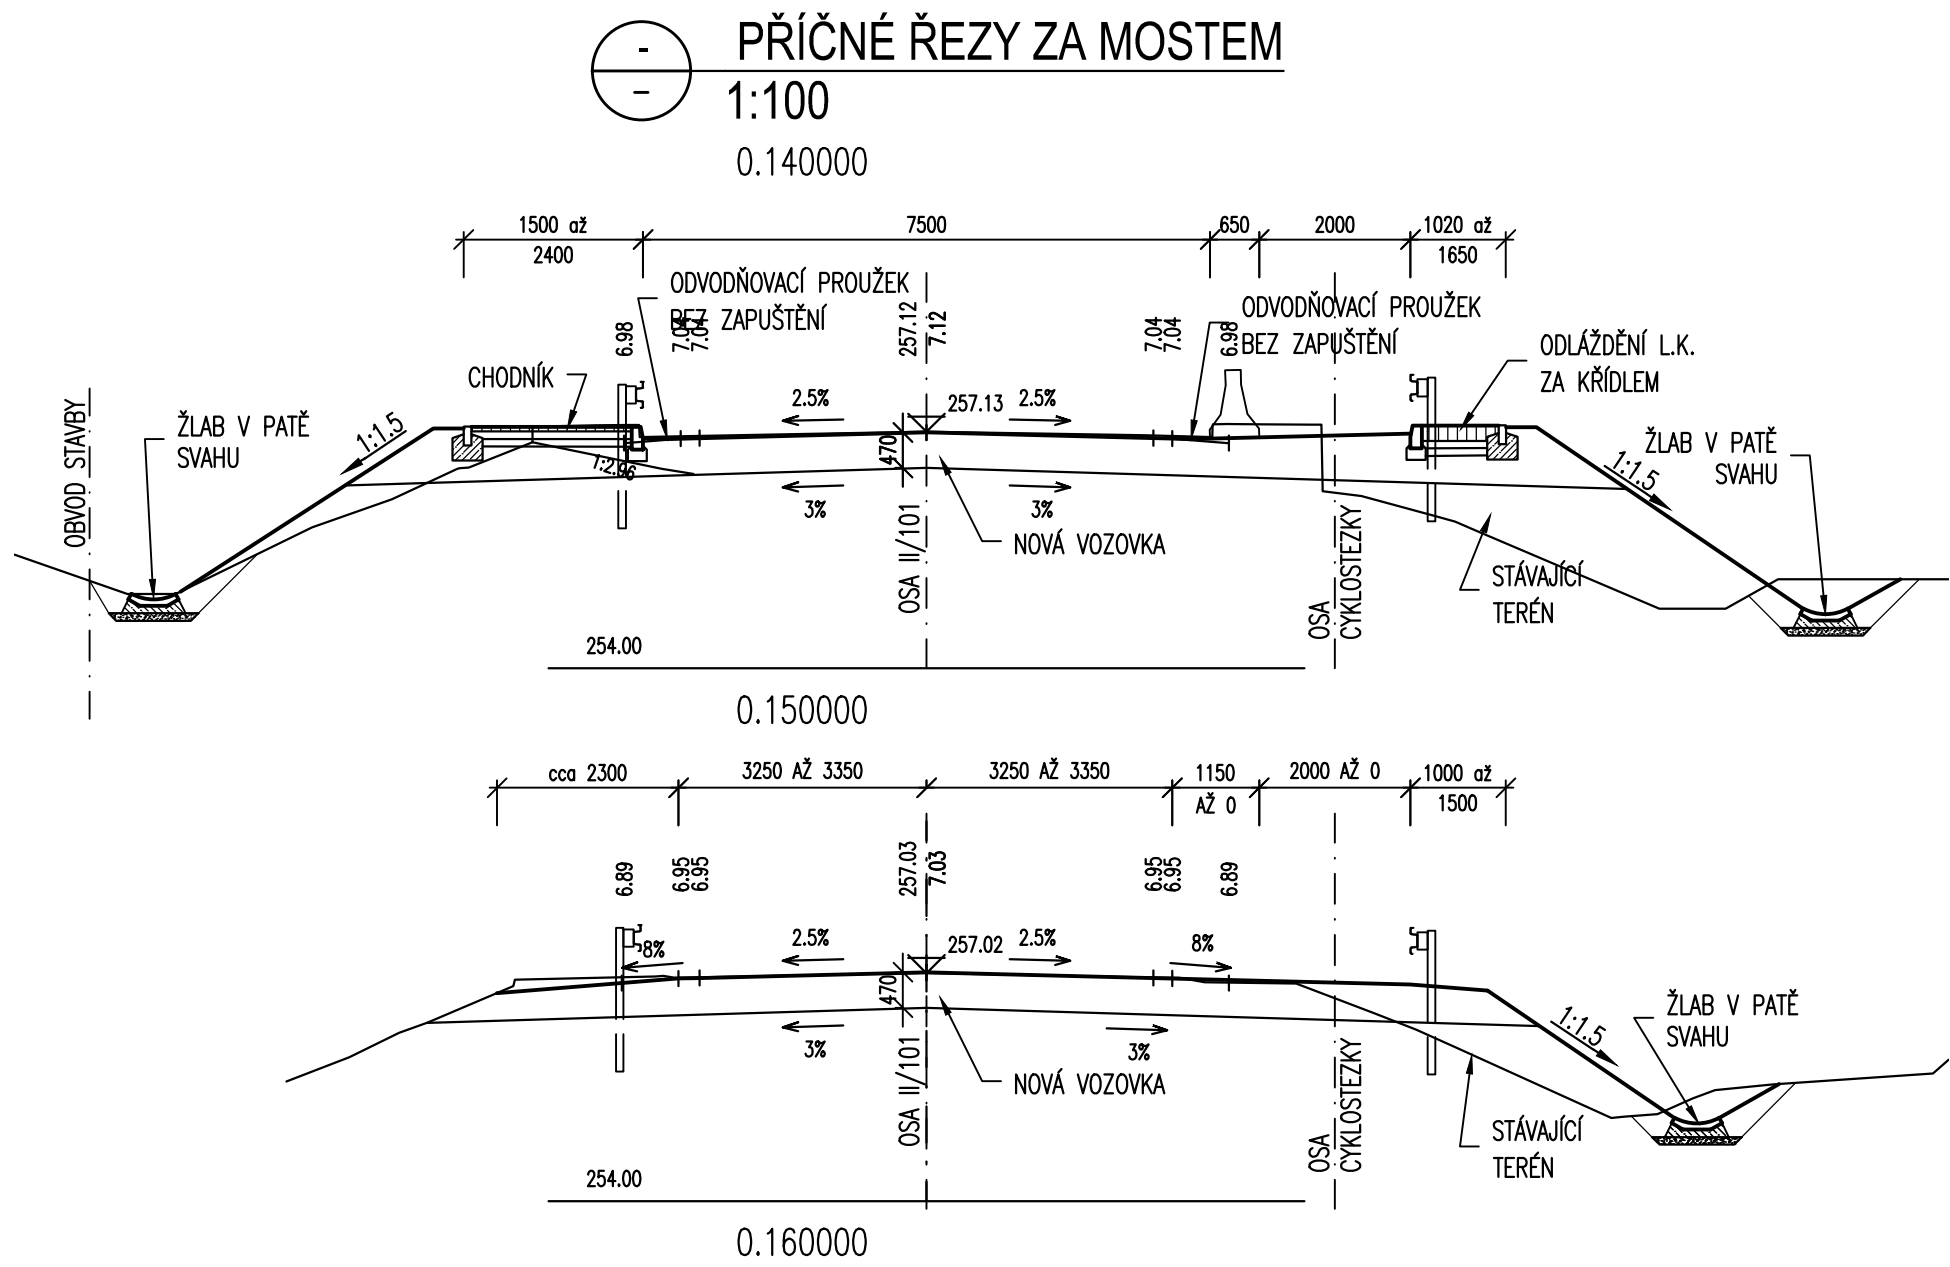 -
PŘÍČNÉ ŘEZY ZA MOSTEM
–
1:100
0.140000
1500 až
2400
7500
650
2000
1020 až
1650
ODVODŇOVACÍ PROUŽEK
BEZ ZAPUŠTĚNÍ
ODVODŇOVACÍ PROUŽEK
BEZ ZAPUŠTĚNÍ
6.98
7.04
7.04
257.12
7.12
7.04
7.04
6.98
ODLÁŽDĚNÍ L.K.
ZA KŘÍDLEM
CHODNÍK
OBVOD STAVBY
ŽLAB V PATĚ
SVAHU
1:1.5
2.5%
257.13
2.5%
470
1:2.96
3%
3%
OSA II/101
NOVÁ VOZOVKA
OSA
CYKLOSTEZKY
STÁVAJÍCÍ
TERÉN
1:1.5
ŽLAB V PATĚ
SVAHU
254.00
0.150000
cca 2300
3250 AŽ 3350
3250 AŽ 3350
1150
AŽ 0
2000 AŽ 0
1000 až
1500
6.89
6.95
6.95
257.03
7.03
6.95
6.95
6.89
8%
2.5%
257.02
2.5%
8%
470
3%
3%
OSA II/101
NOVÁ VOZOVKA
OSA
CYKLOSTEZKY
STÁVAJÍCÍ
TERÉN
1:1.5
ŽLAB V PATĚ
SVAHU
254.00
0.160000